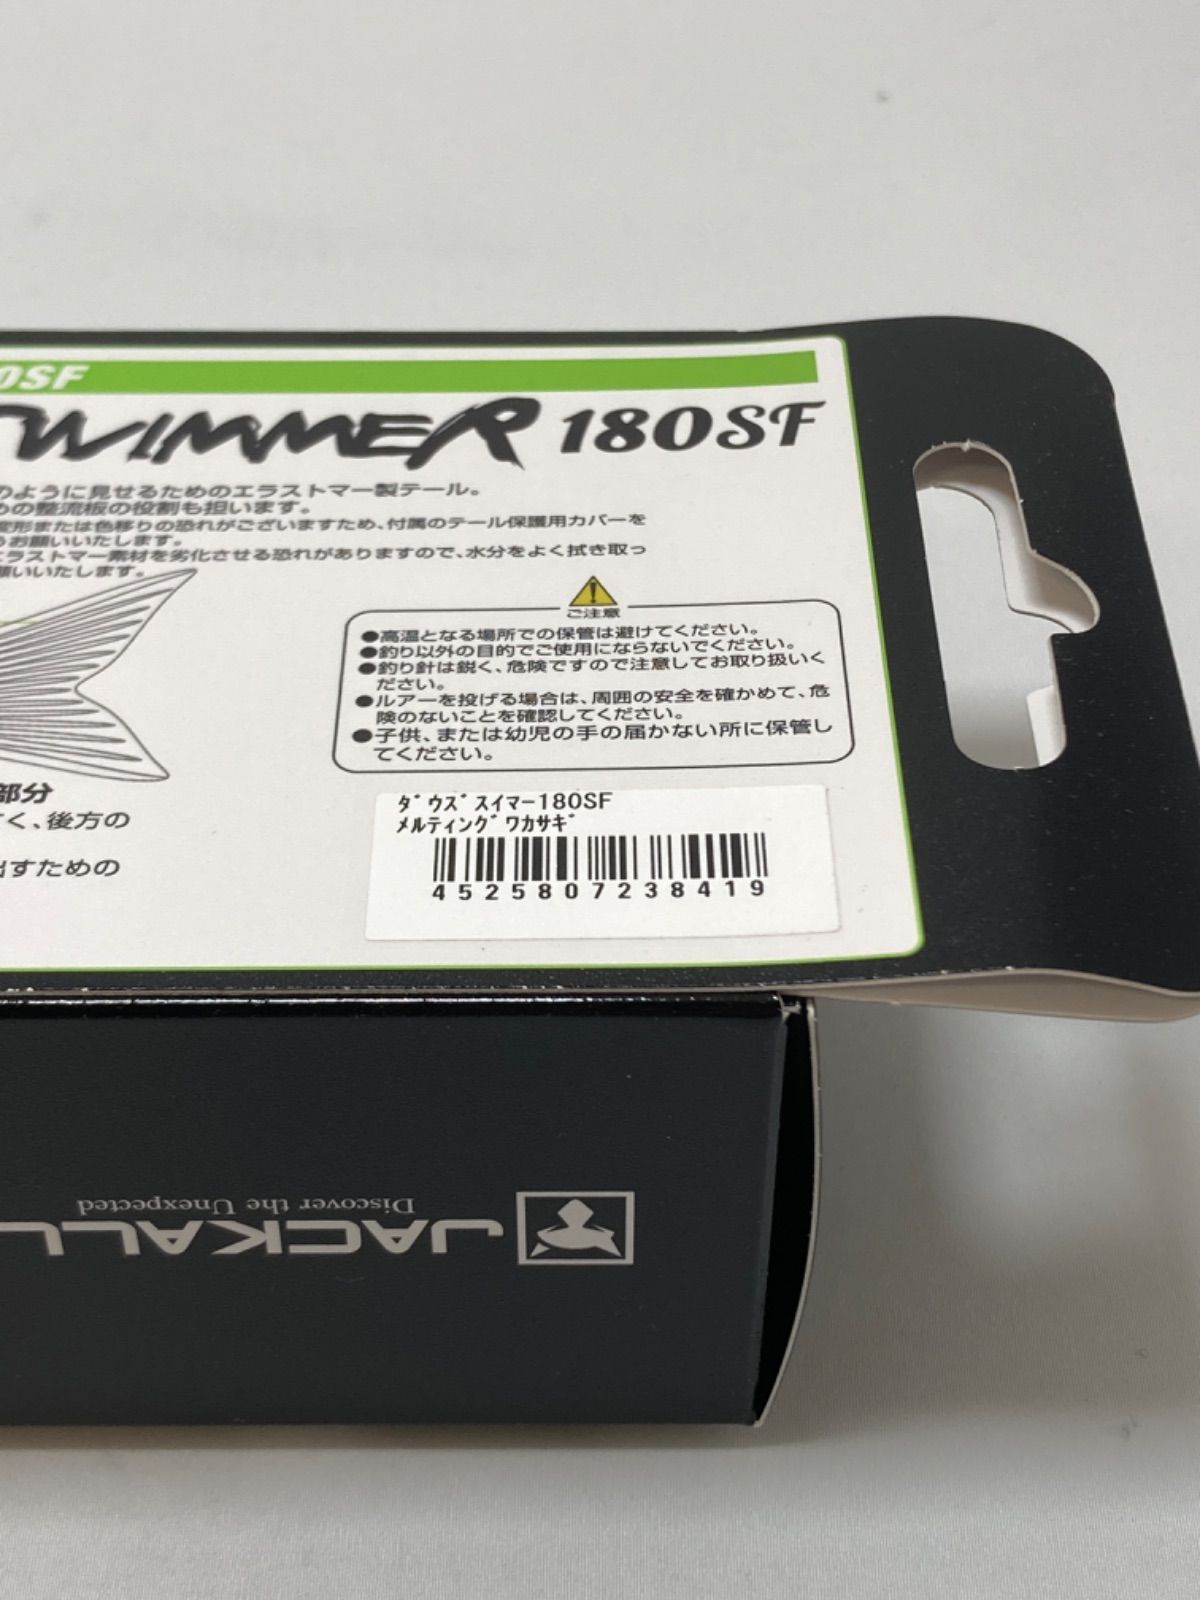 0SF
WIMMER 180SF
のように見せるためのエラストマー製テール。
めの整流板の役割も担います。
変形または色移りの恐れがございますため、付属のテール保護用カバーを
お願いいたします。
エラストマー素材を劣化させる恐れがありますので、水分をよく拭き取っ
願いいたします。
ご注意
●高温となる場所での保管は避けてください。
●釣り以外の目的でご使用にならないでください。
●釣り針は鋭く、危険ですので注意してお取り扱いく
ださい。
●ルアーを投げる場合は、周囲の安全を確かめて、危
険のないことを確認してください。
●子供、または幼児の手の届かない所に保管し
てください。
部分
く、後方の
出すための
ﾀﾞｳｽﾞｽｲﾏｰ180SF
ﾒﾙﾃｨﾝｸﾞﾜｶｻｷﾞ
4525807238419
Discover the Unexpected
JACKALL